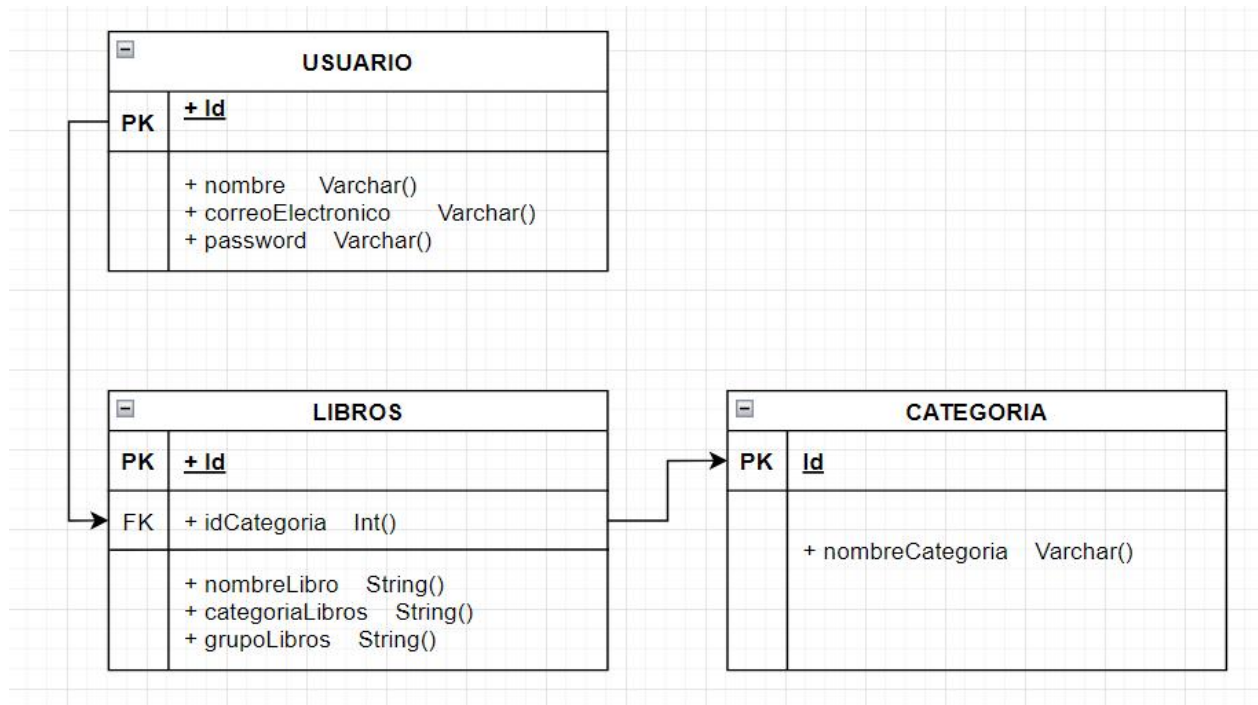 USUARIO
PK + Id
+ nombre Varchar()
+ correoElectronico Varchar()
+ password Varchar()
LIBROS
PK + Id
FK + idCategoria Int()
+ nombreLibro String()
+ categoriaLibros String()
+ grupoLibros String()
CATEGORIA
PK Id
+ nombreCategoria Varchar()